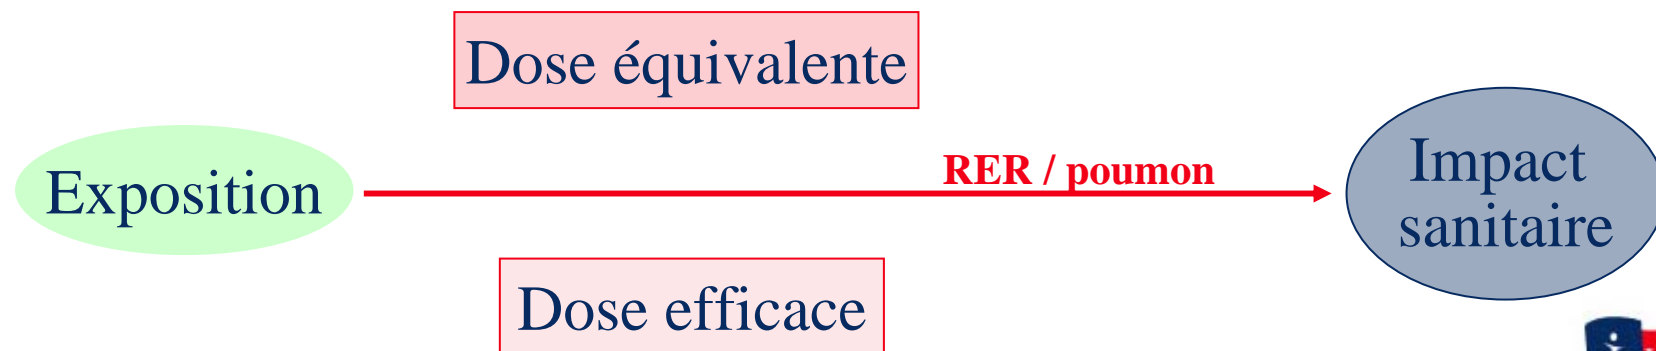 Dose équivalente
Exposition
RER / poumon
Impact
sanitaire
Dose efficace